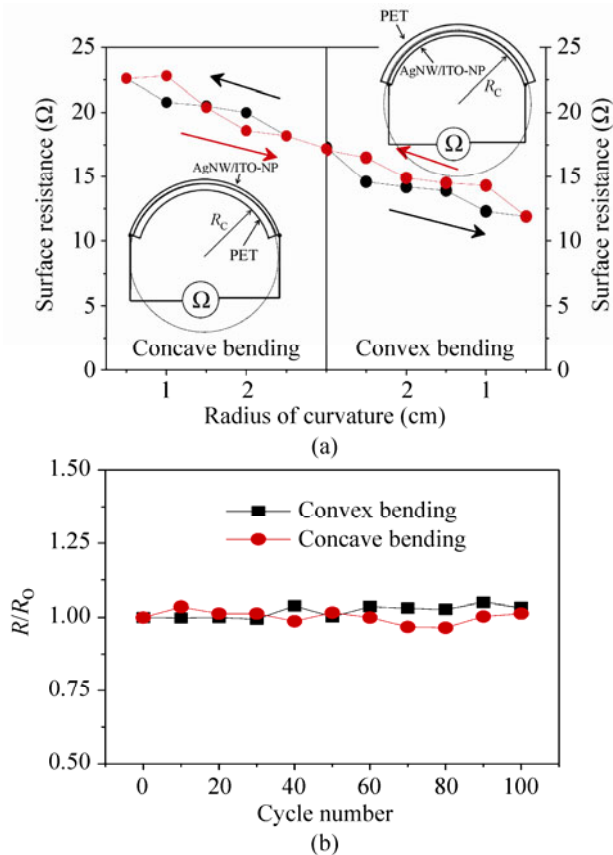 PET
AgNW/ITO-NP
R_C
Ω
AgNW/ITO-NP
R_C
PET
Ω
25
20
15
10
5
0
Surface resistance (Ω)
25
20
15
10
5
0
Surface resistance (Ω)
Concave bending
Convex bending
1
2
2
1
Radius of curvature (cm)
(a)
1.50
1.25
1.00
0.75
0.50
R/R_O
Convex bending
Concave bending
0
20
40
60
80
100
Cycle number
(b)